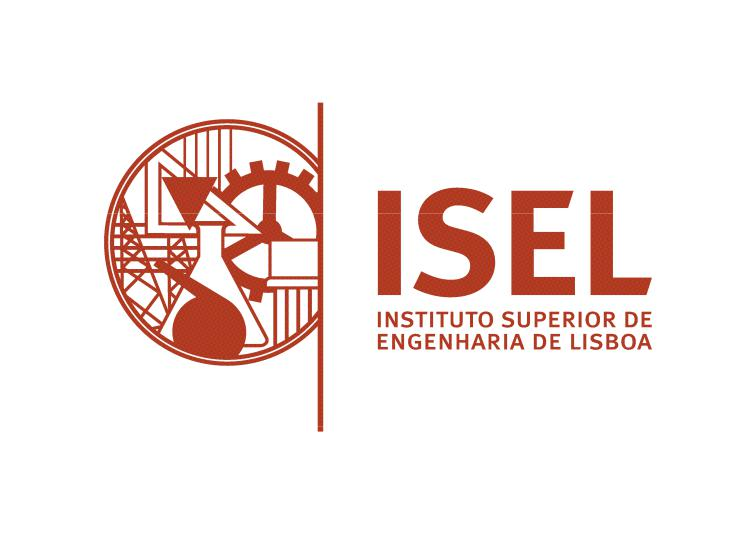 ISEL
INSTITUTO SUPERIOR DE
ENGENHARIA DE LISBOA